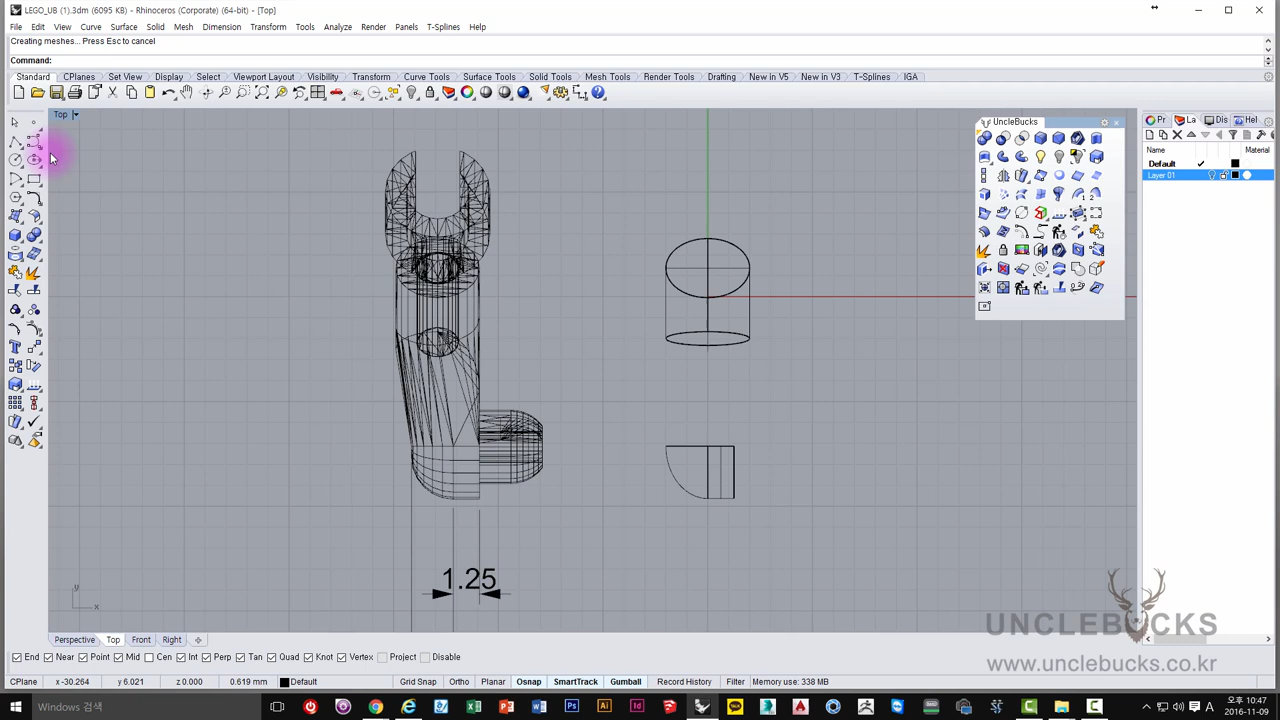 LEGO_UB (1).3dm (6095 KB) - Rhinoceros (Corporate) (64-bit) - [Top]
File Edit View Curve Surface Solid Mesh Dimension Transform Tools Analyze Render Panels T-Splines Help
Creating meshes... Press Esc to cancel
Command:
Standard CPlanes Set View Display Select Viewport Layout Visibility Transform Curve Tools Surface Tools Solid Tools Mesh Tools Render Tools Drafting New in V5 New in V3 T-Splines IGA
Top
UncleBucks
Pr La Dis Hel
Name Material
Default
Layer 01
1.25
y
x
UNCLEBUCKS
www.unclebucks.co.kr
Perspective Top Front Right
End Near Point Mid Cen Int Perp Tan Quad Knot Vertex Project Disable
CPlane x -30.264 y 6.021 z 0.000 0.619 mm Default Grid Snap Ortho Planar Osnap SmartTrack Gumball Record History Filter Memory use: 338 MB
Windows 검색
A
오후 10:47
2016-11-09